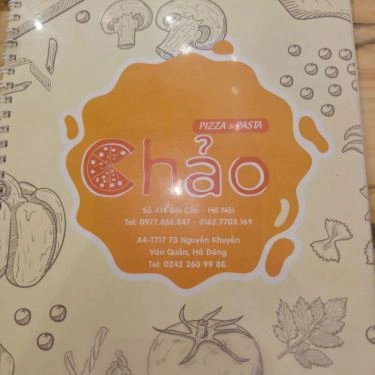 PIZZA & PASTA
Chảo
Số 414 Đội Cấn - Hà Nội
Tel: 0977.856.847 - 0162.7703.169
A4-TT17 73 Nguyễn Khuyến
Văn Quán, Hà Đông
Tel: 0242 260 99 88.